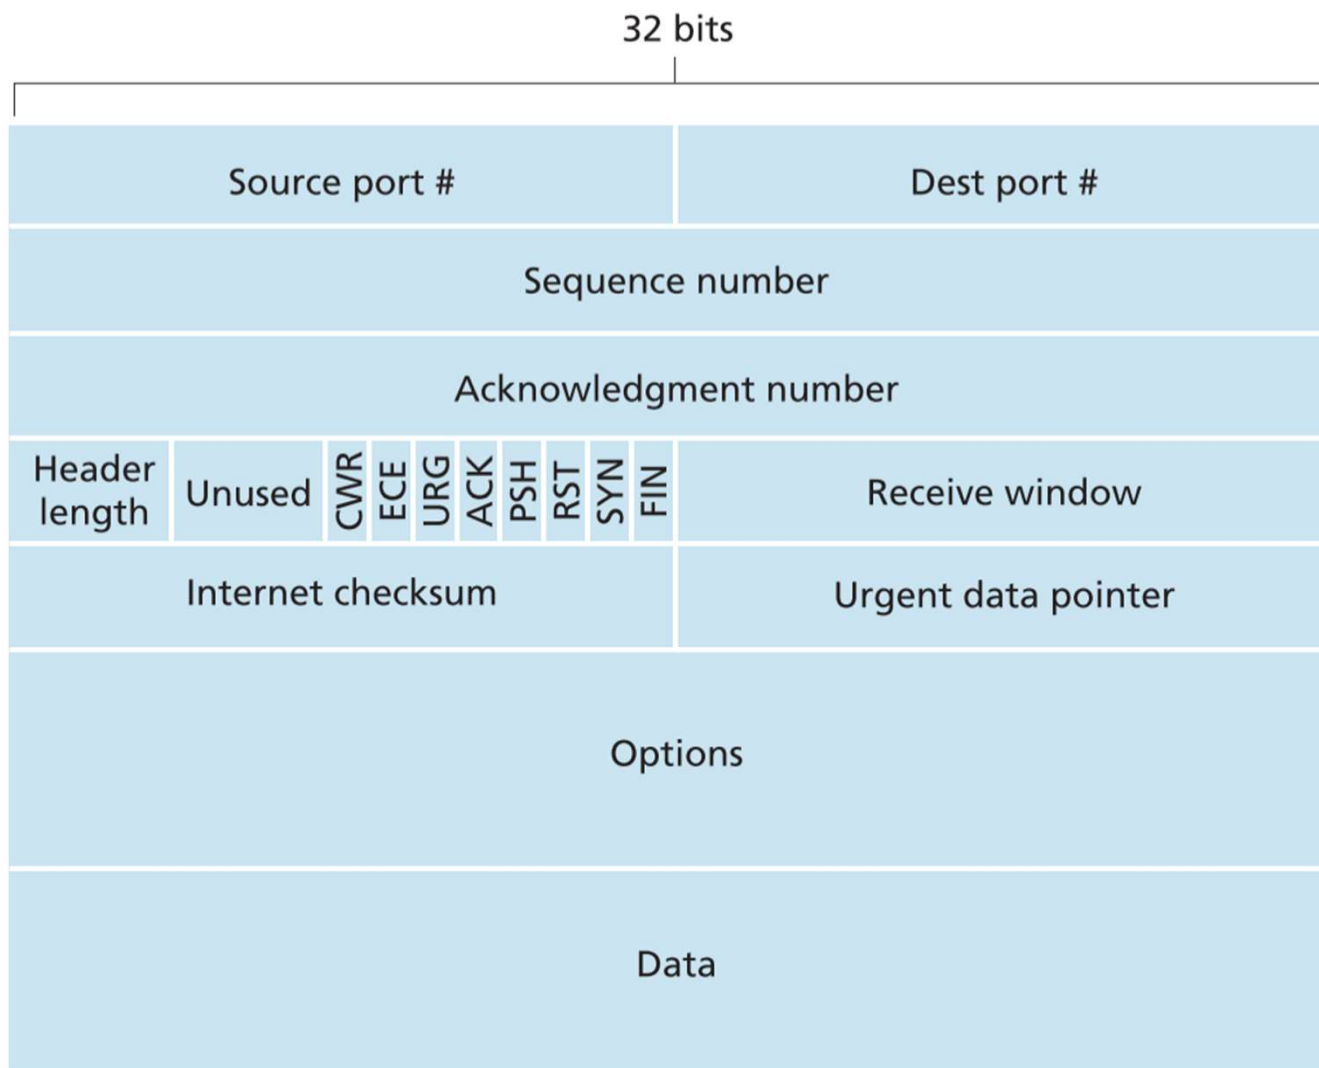 32 bits
Source port #
Dest port #
Sequence number
Acknowledgment number
Header
length
Unused
CWR
ECE
URG
ACK
PSH
RST
SYN
FIN
Receive window
Internet checksum
Urgent data pointer
Options
Data